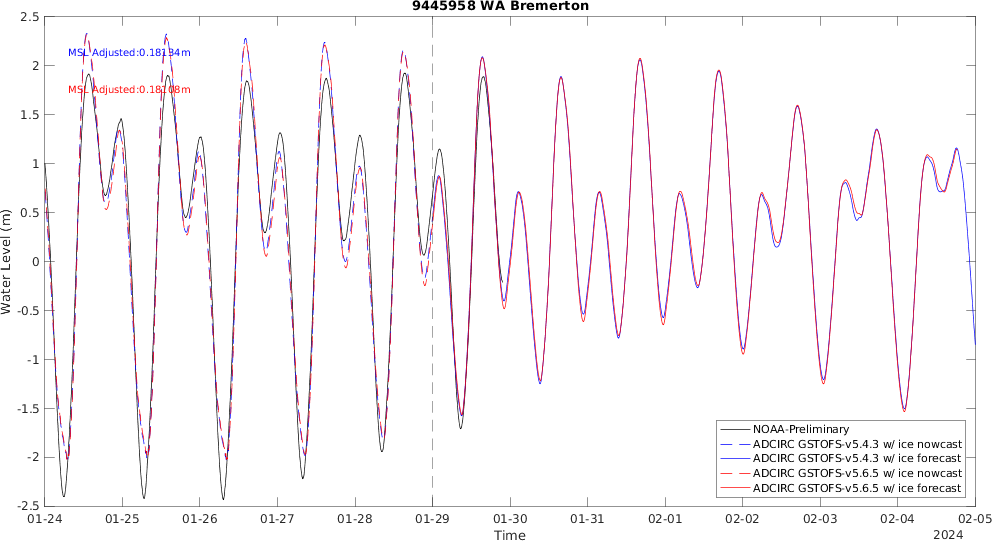 9445958 WA Bremerton
2.5
2
1.5
1
0.5
0
-0.5
-1
-1.5
-2
-2.5
Water Level (m)
MSL Adjusted:0.18134m
MSL Adjusted:0.18108m
NOAA-Preliminary
ADCIRC GSTOFS-v5.4.3 w/ ice nowcast
ADCIRC GSTOFS-v5.4.3 w/ ice forecast
ADCIRC GSTOFS-v5.6.5 w/ ice nowcast
ADCIRC GSTOFS-v5.6.5 w/ ice forecast
01-24 01-25 01-26 01-27 01-28 01-29 01-30 01-31 02-01 02-02 02-03 02-04 02-05
Time
2024